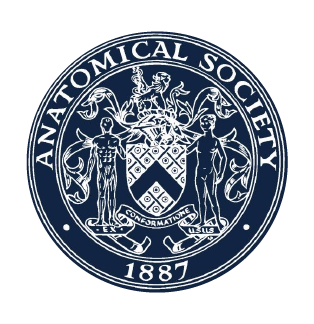 ANATOMICAL SOCIETY
EX CONFORMATIONE USUS
1887